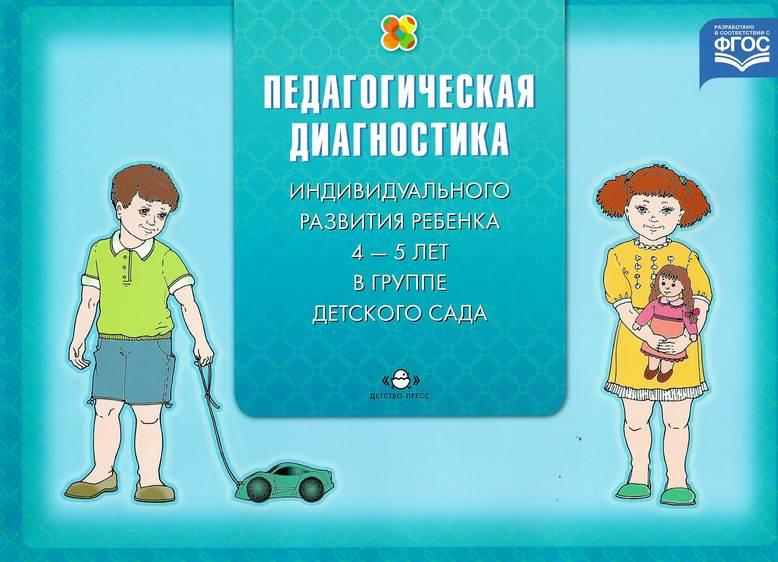 РАЗРАБОТАНО
В СООТВЕТСТВИИ С
ФГОС
ПЕДАГОГИЧЕСКАЯ
ДИАГНОСТИКА
ИНДИВИДУАЛЬНОГО
РАЗВИТИЯ РЕБЕНКА
4 — 5 ЛЕТ
В ГРУППЕ
ДЕТСКОГО САДА
ДЕТСТВО-ПРЕСС